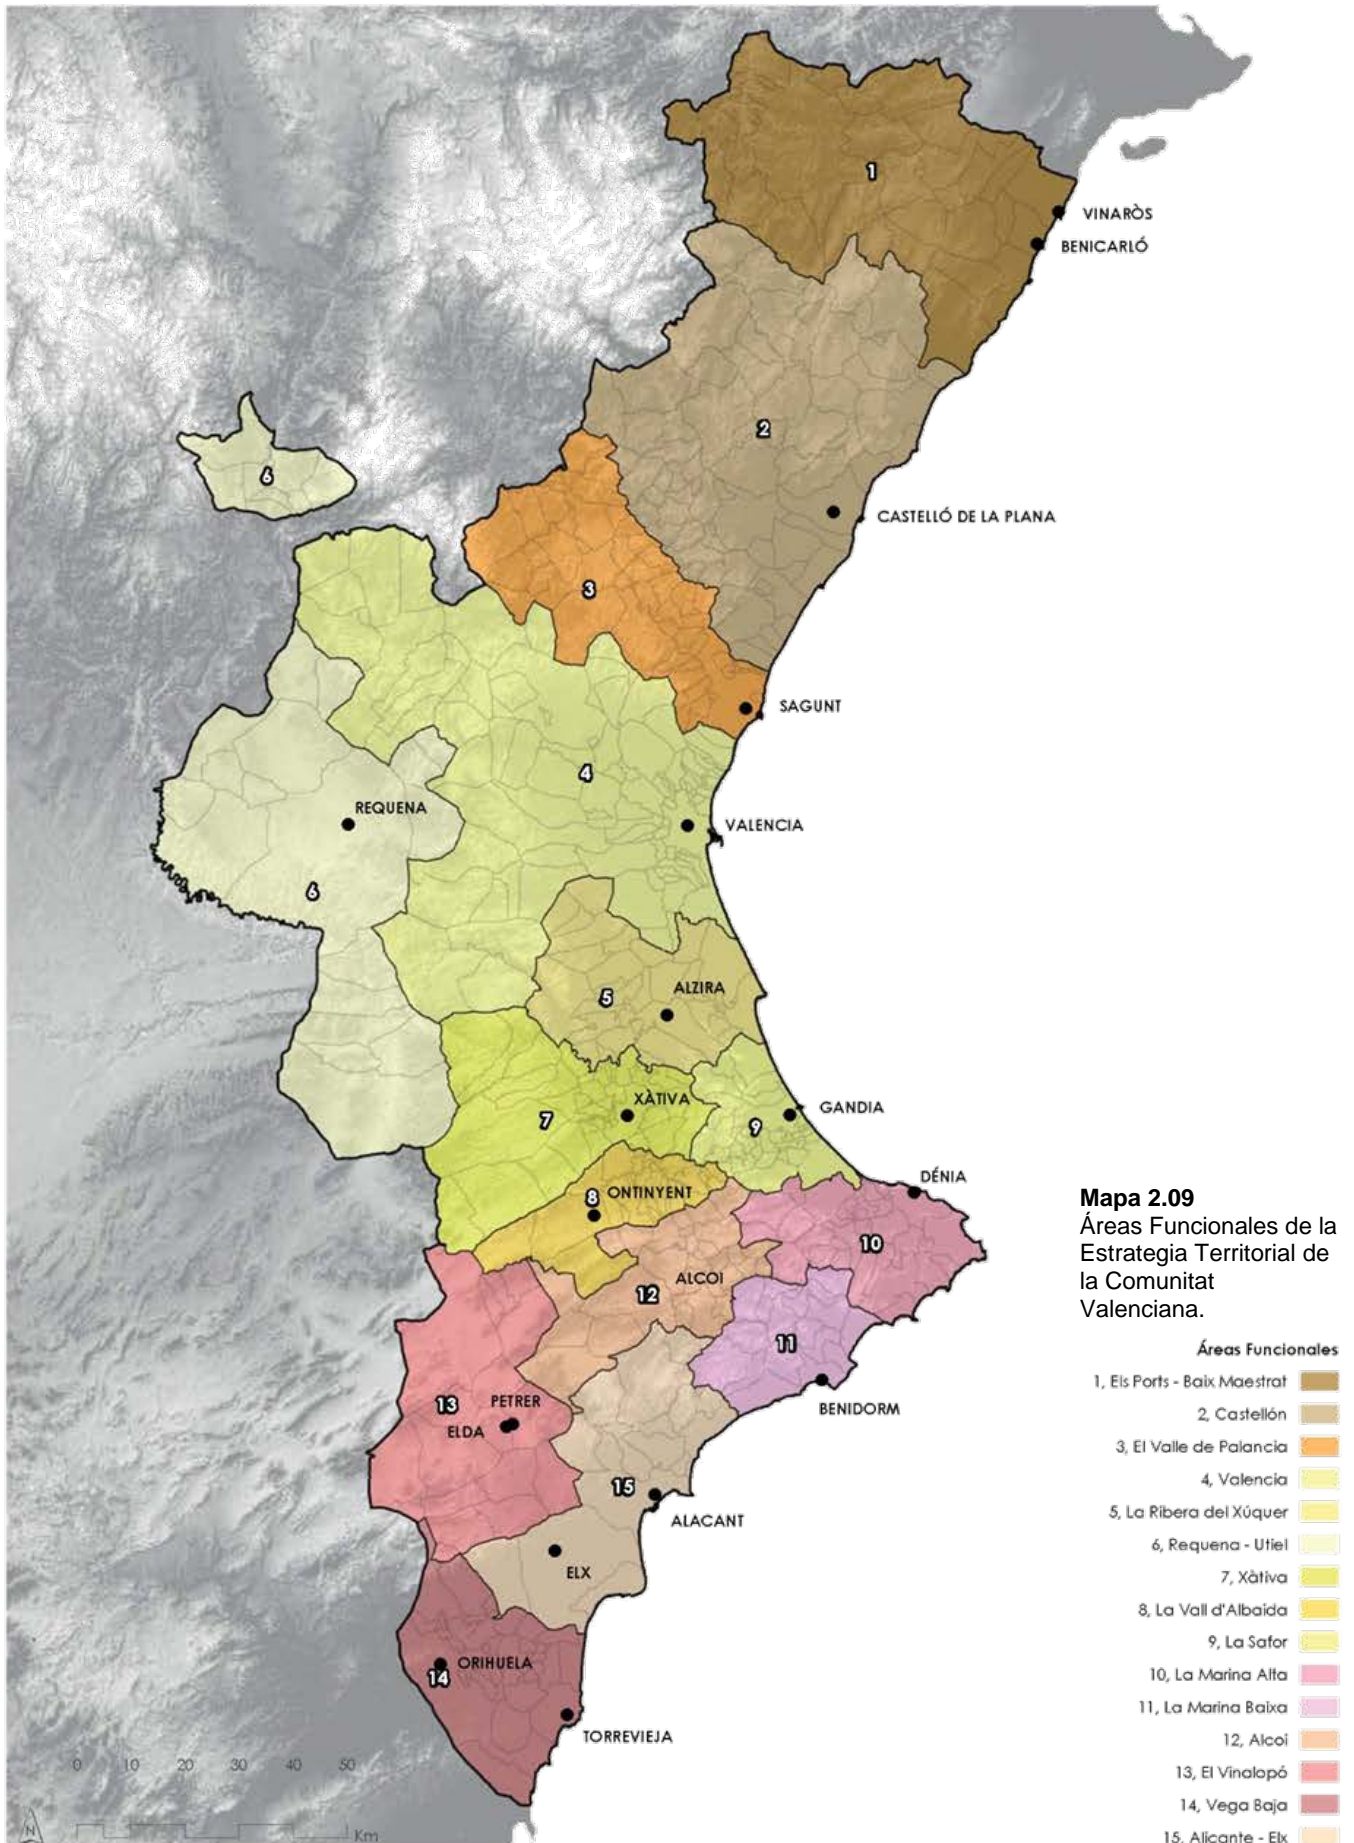 1
VINARÒS
BENICARLÓ
2
6
CASTELLÓ DE LA PLANA
3
SAGUNT
4
REQUENA
VALENCIA
6
ALZIRA
5
XÀTIVA
GANDIA
7
9
DÉNIA
ONTINYENT
8
10
ALCOI
12
11
BENIDORM
PETRER
13
ELDA
15
ALACANT
ELX
ORIHUELA
14
TORREVIEJA
0 10 20 30 40 50
N
Km
Mapa 2.09
Áreas Funcionales de la
Estrategia Territorial de
la Comunitat
Valenciana.
Áreas Funcionales
1, Els Ports - Baix Maestrat
2, Castellón
3, El Valle de Palancia
4, Valencia
5, La Ribera del Xúquer
6, Requena - Utiel
7, Xàtiva
8, La Vall d'Albaida
9, La Safor
10, La Marina Alta
11, La Marina Baixa
12, Alcoi
13, El Vinalopó
14, Vega Baja
15, Alicante - Elx